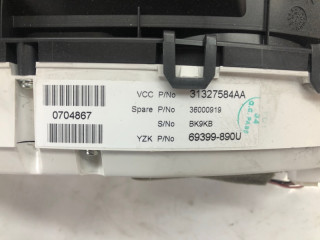 VCC P/No 31327584AA
Spare P/No 36000919
0704867
S/No BK9KB
YZK P/No 69399-890U